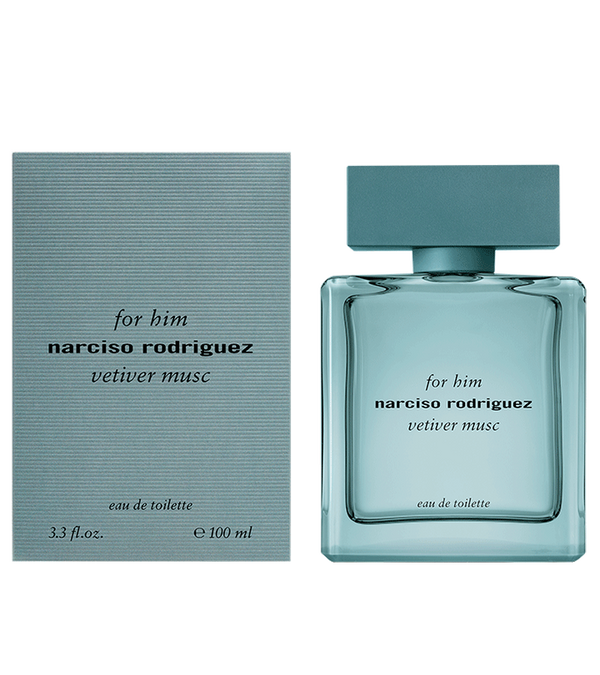 for him
narciso rodriguez
vetiver musc
eau de toilette
3.3 fl.oz. ℮ 100 ml
for him
narciso rodriguez
vetiver musc
eau de toilette